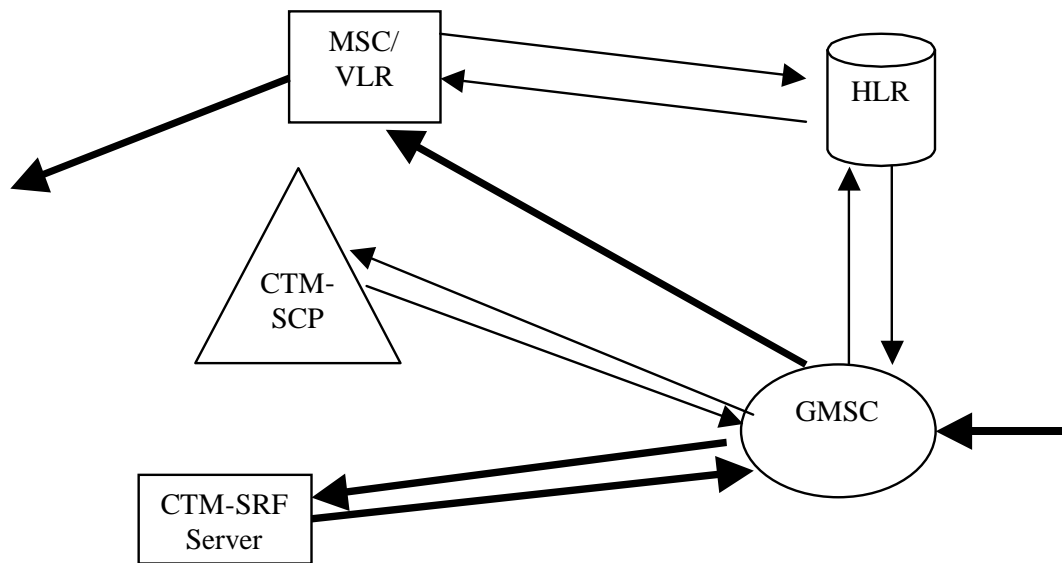 MSC/
VLR
HLR
CTM-
SCP
GMSC
CTM-SRF
Server